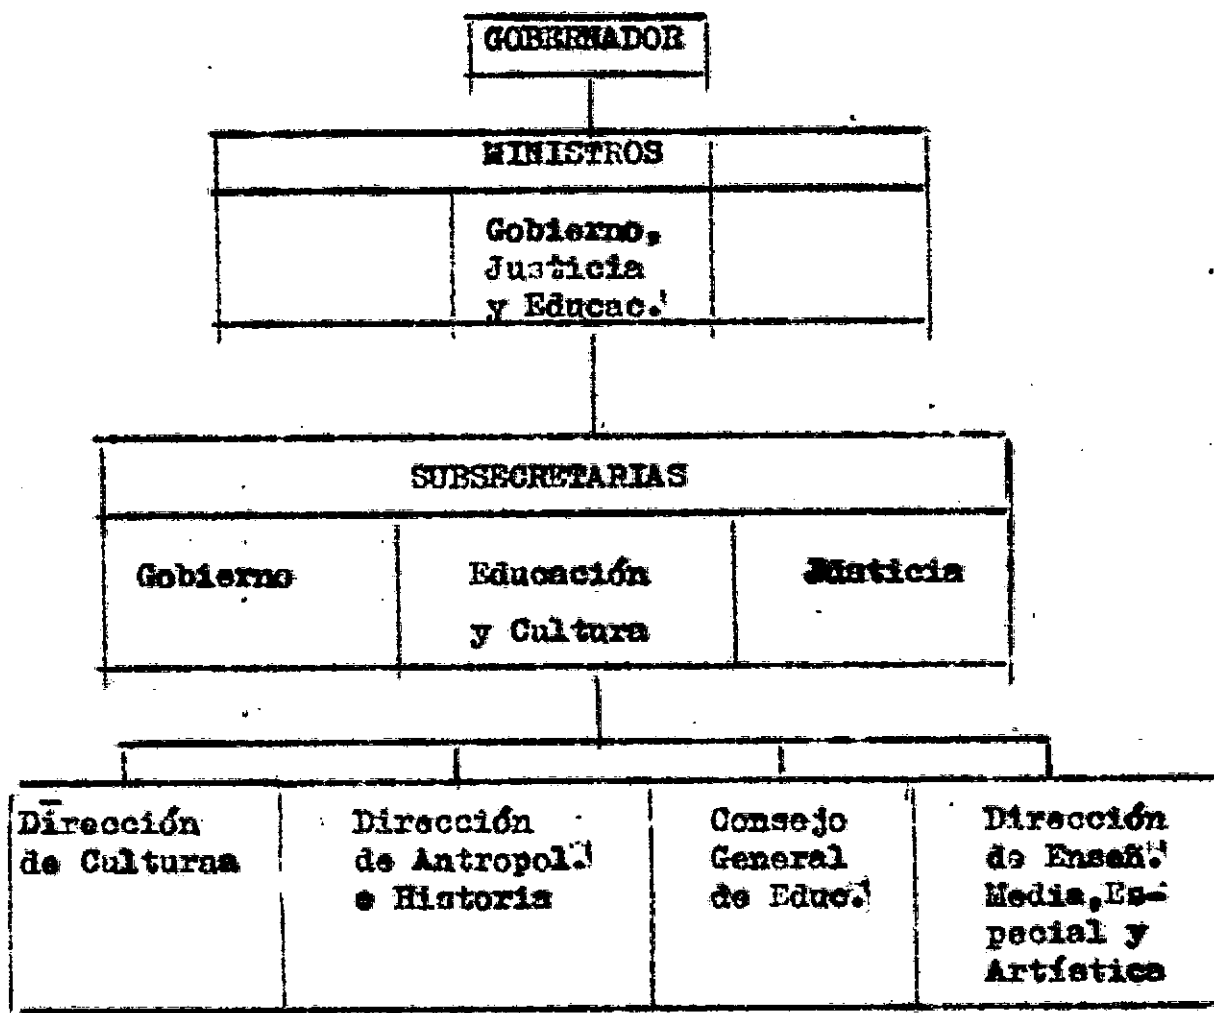 GOBERNADOR
MINISTROS
Gobierno,
Justicia
y Educac.
SUBSECRETARIAS
Gobierno
Educación
y Cultura
Justicia
Dirección
de Culturaa
Dirección
de Antropol.
e Historia
Consejo
General
de Educ.
Dirección
de Enseñ.
Media,Es-
pecial y
Artística